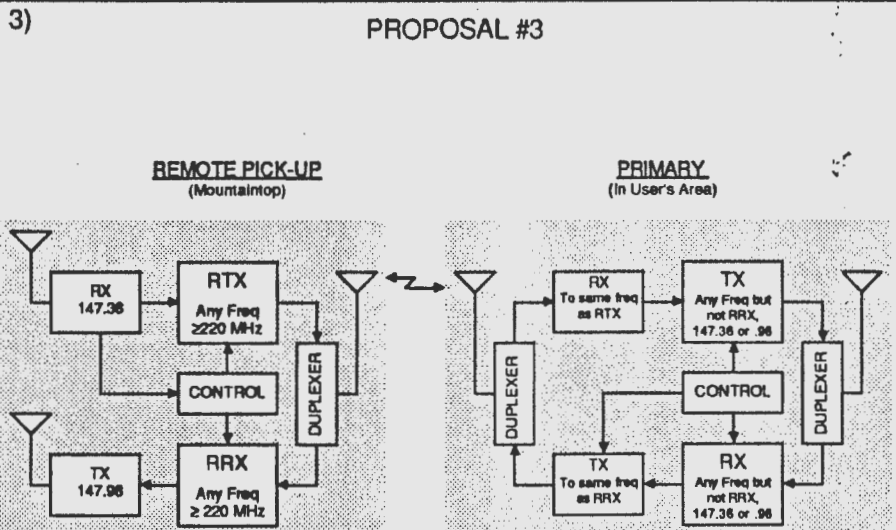 3)
PROPOSAL #3
REMOTE PICK-UP
(Mountaintop)
PRIMARY
(In User's Area)
RX
147.36
RTX
Any Freq
≥220 MHz
CONTROL
DUPLEXER
TX
147.96
RRX
Any Freq
≥ 220 MHz
DUPLEXER
RX
To same freq
as RTX
TX
Any Freq but
not RRX,
147.36 or .96
CONTROL
DUPLEXER
TX
To same freq
as RRX
RX
Any Freq but
not RRX,
147.36 or .96